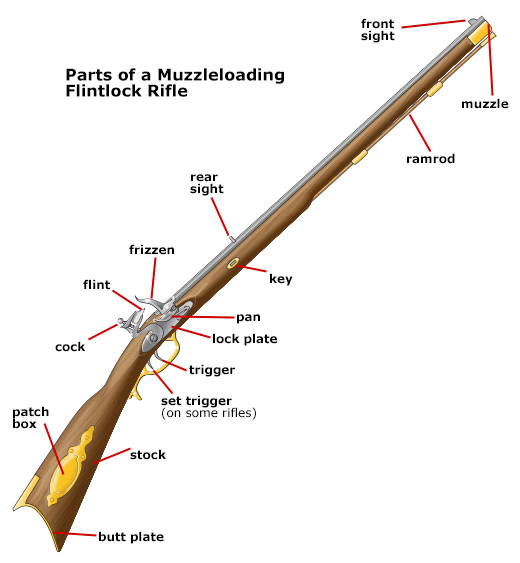 front
sight
Parts of a Muzzleloading
Flintlock Rifle
muzzle
ramrod
rear
sight
frizzen
key
flint
pan
lock plate
cock
trigger
set trigger
(on some rifles)
patch
box
stock
butt plate